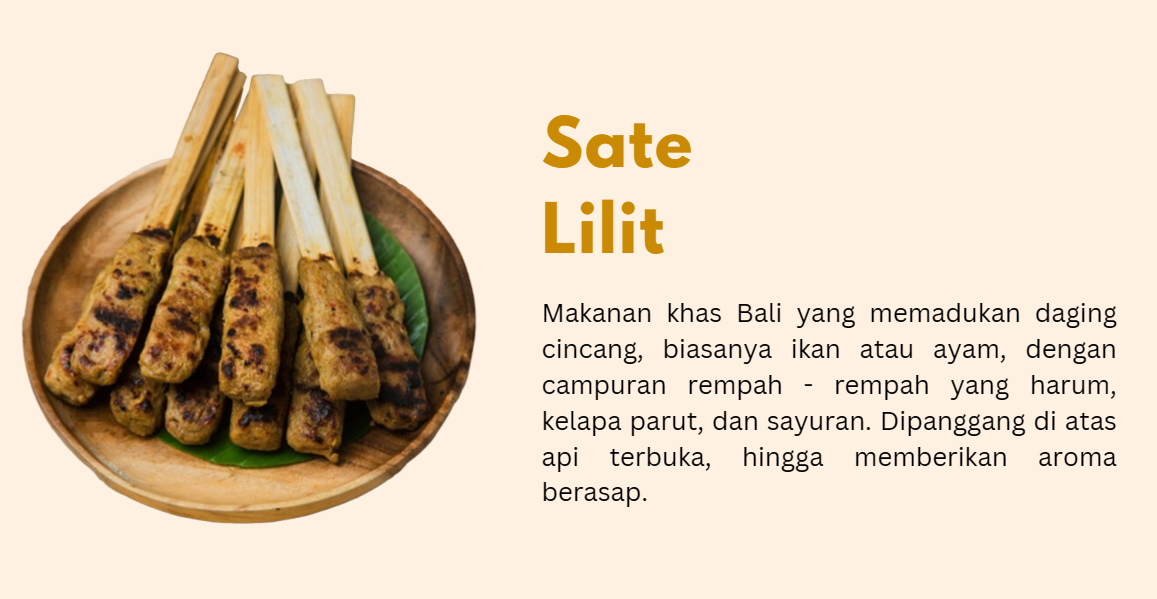 Sate
Lilit
Makanan khas Bali yang memadukan daging
cincang, biasanya ikan atau ayam, dengan
campuran rempah - rempah yang harum,
kelapa parut, dan sayuran. Dipanggang di atas
api terbuka, hingga memberikan aroma
berasap.